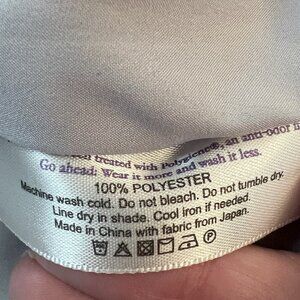 treated with Polygiene®, an anti-odor
Go ahead: Wear it more and wash it less.
100% POLYESTER
Machine wash cold. Do not bleach. Do not tumble dry.
Line dry in shade. Cool iron if needed.
Made in China with fabric from Japan.